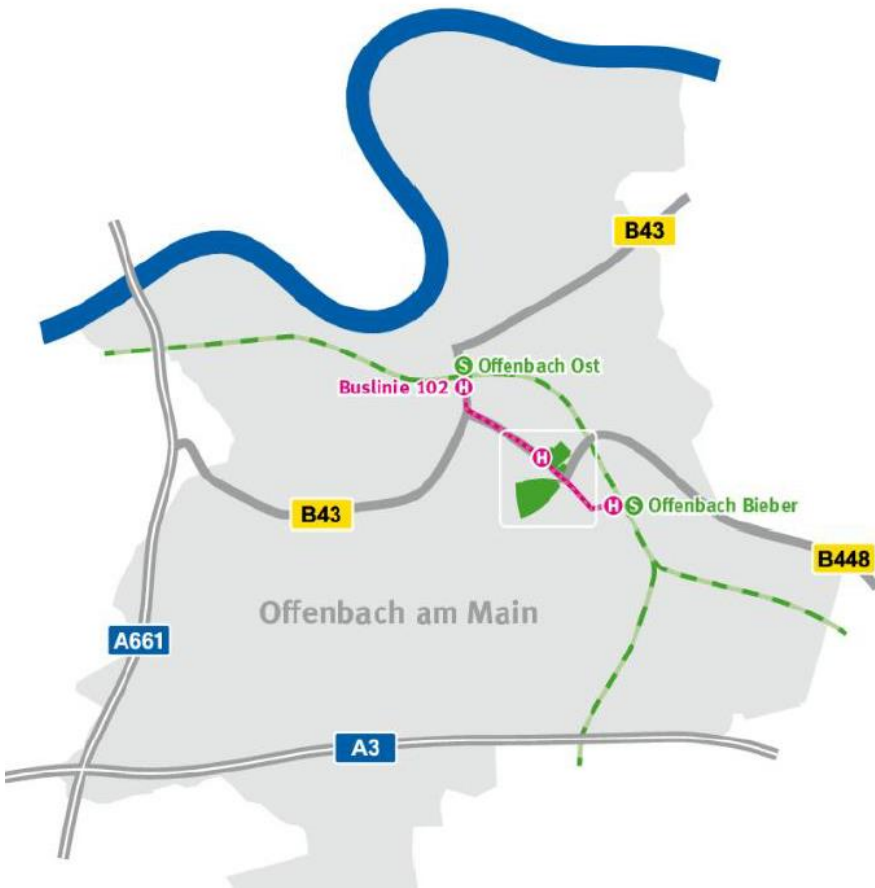 B43
S Offenbach Ost
Buslinie 102 H
H
H S Offenbach Bieber
B43
B448
Offenbach am Main
A661
A3